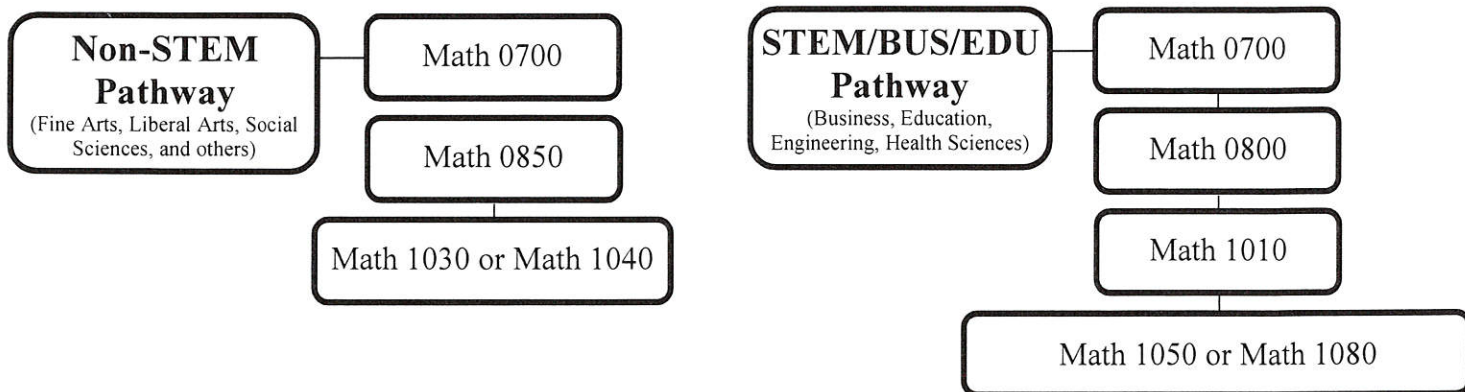 Non-STEM
Pathway
(Fine Arts, Liberal Arts, Social
Sciences, and others)
Math 0700
Math 0850
Math 1030 or Math 1040
STEM/BUS/EDU
Pathway
(Business, Education,
Engineering, Health Sciences)
Math 0700
Math 0800
Math 1010
Math 1050 or Math 1080